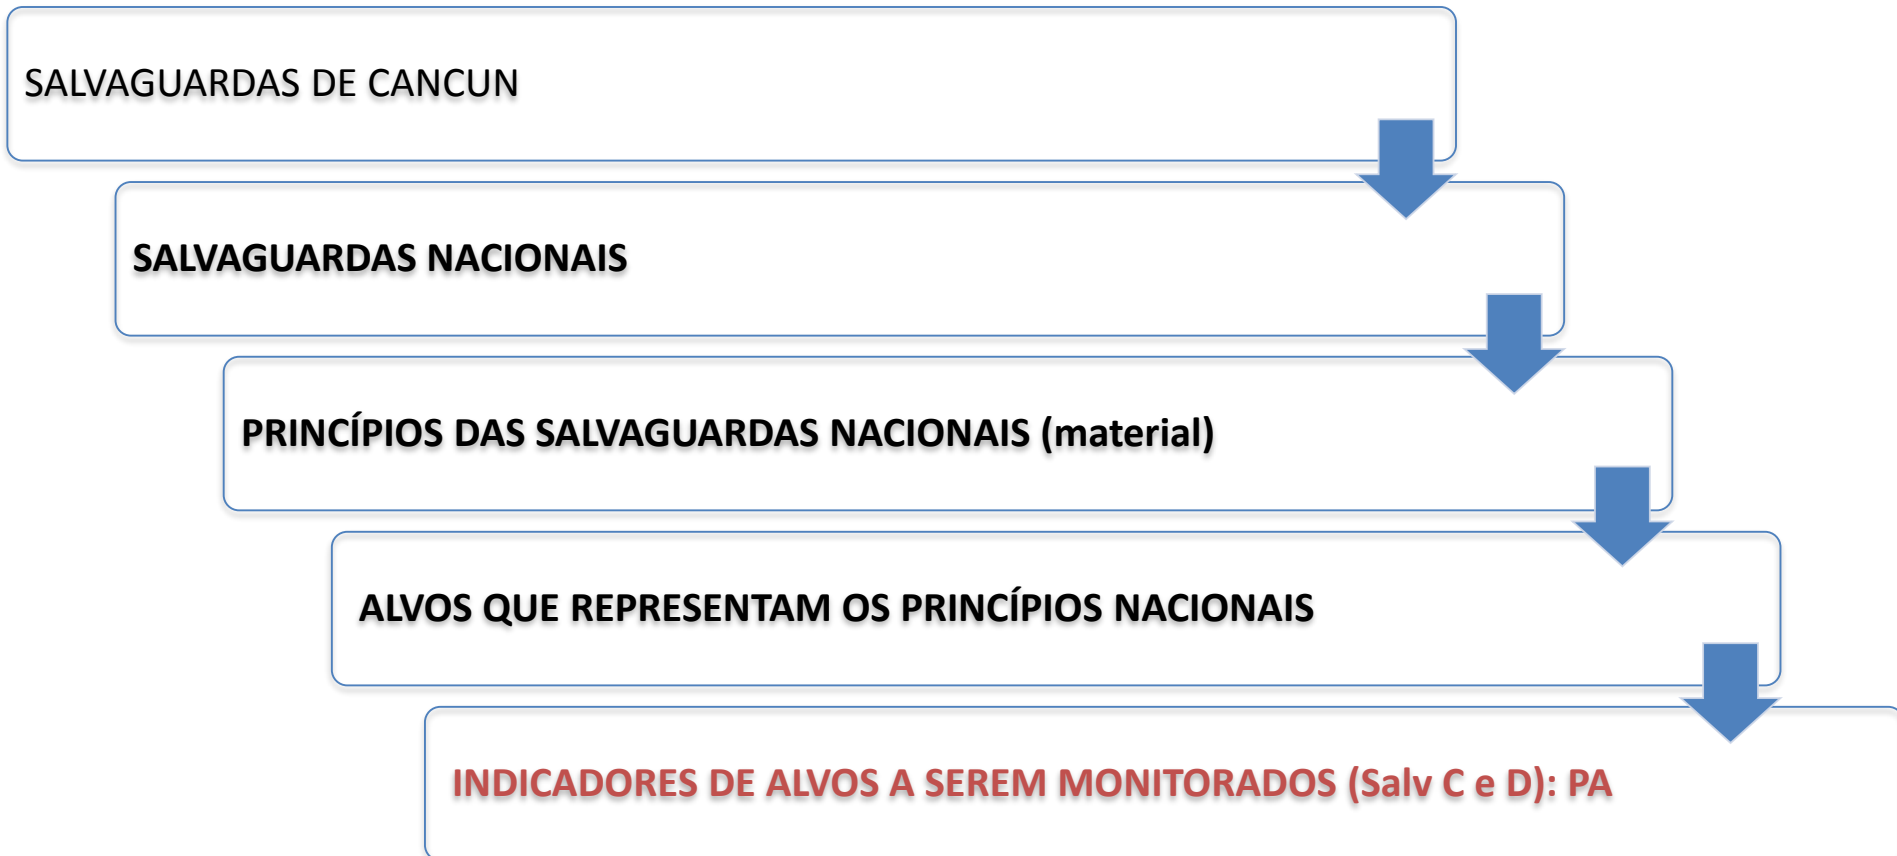 SALVAGUARDAS DE CANCUN
SALVAGUARDAS NACIONAIS
PRINCÍPIOS DAS SALVAGUARDAS NACIONAIS (material)
ALVOS QUE REPRESENTAM OS PRINCÍPIOS NACIONAIS
INDICADORES DE ALVOS A SEREM MONITORADOS (Salv C e D): PA